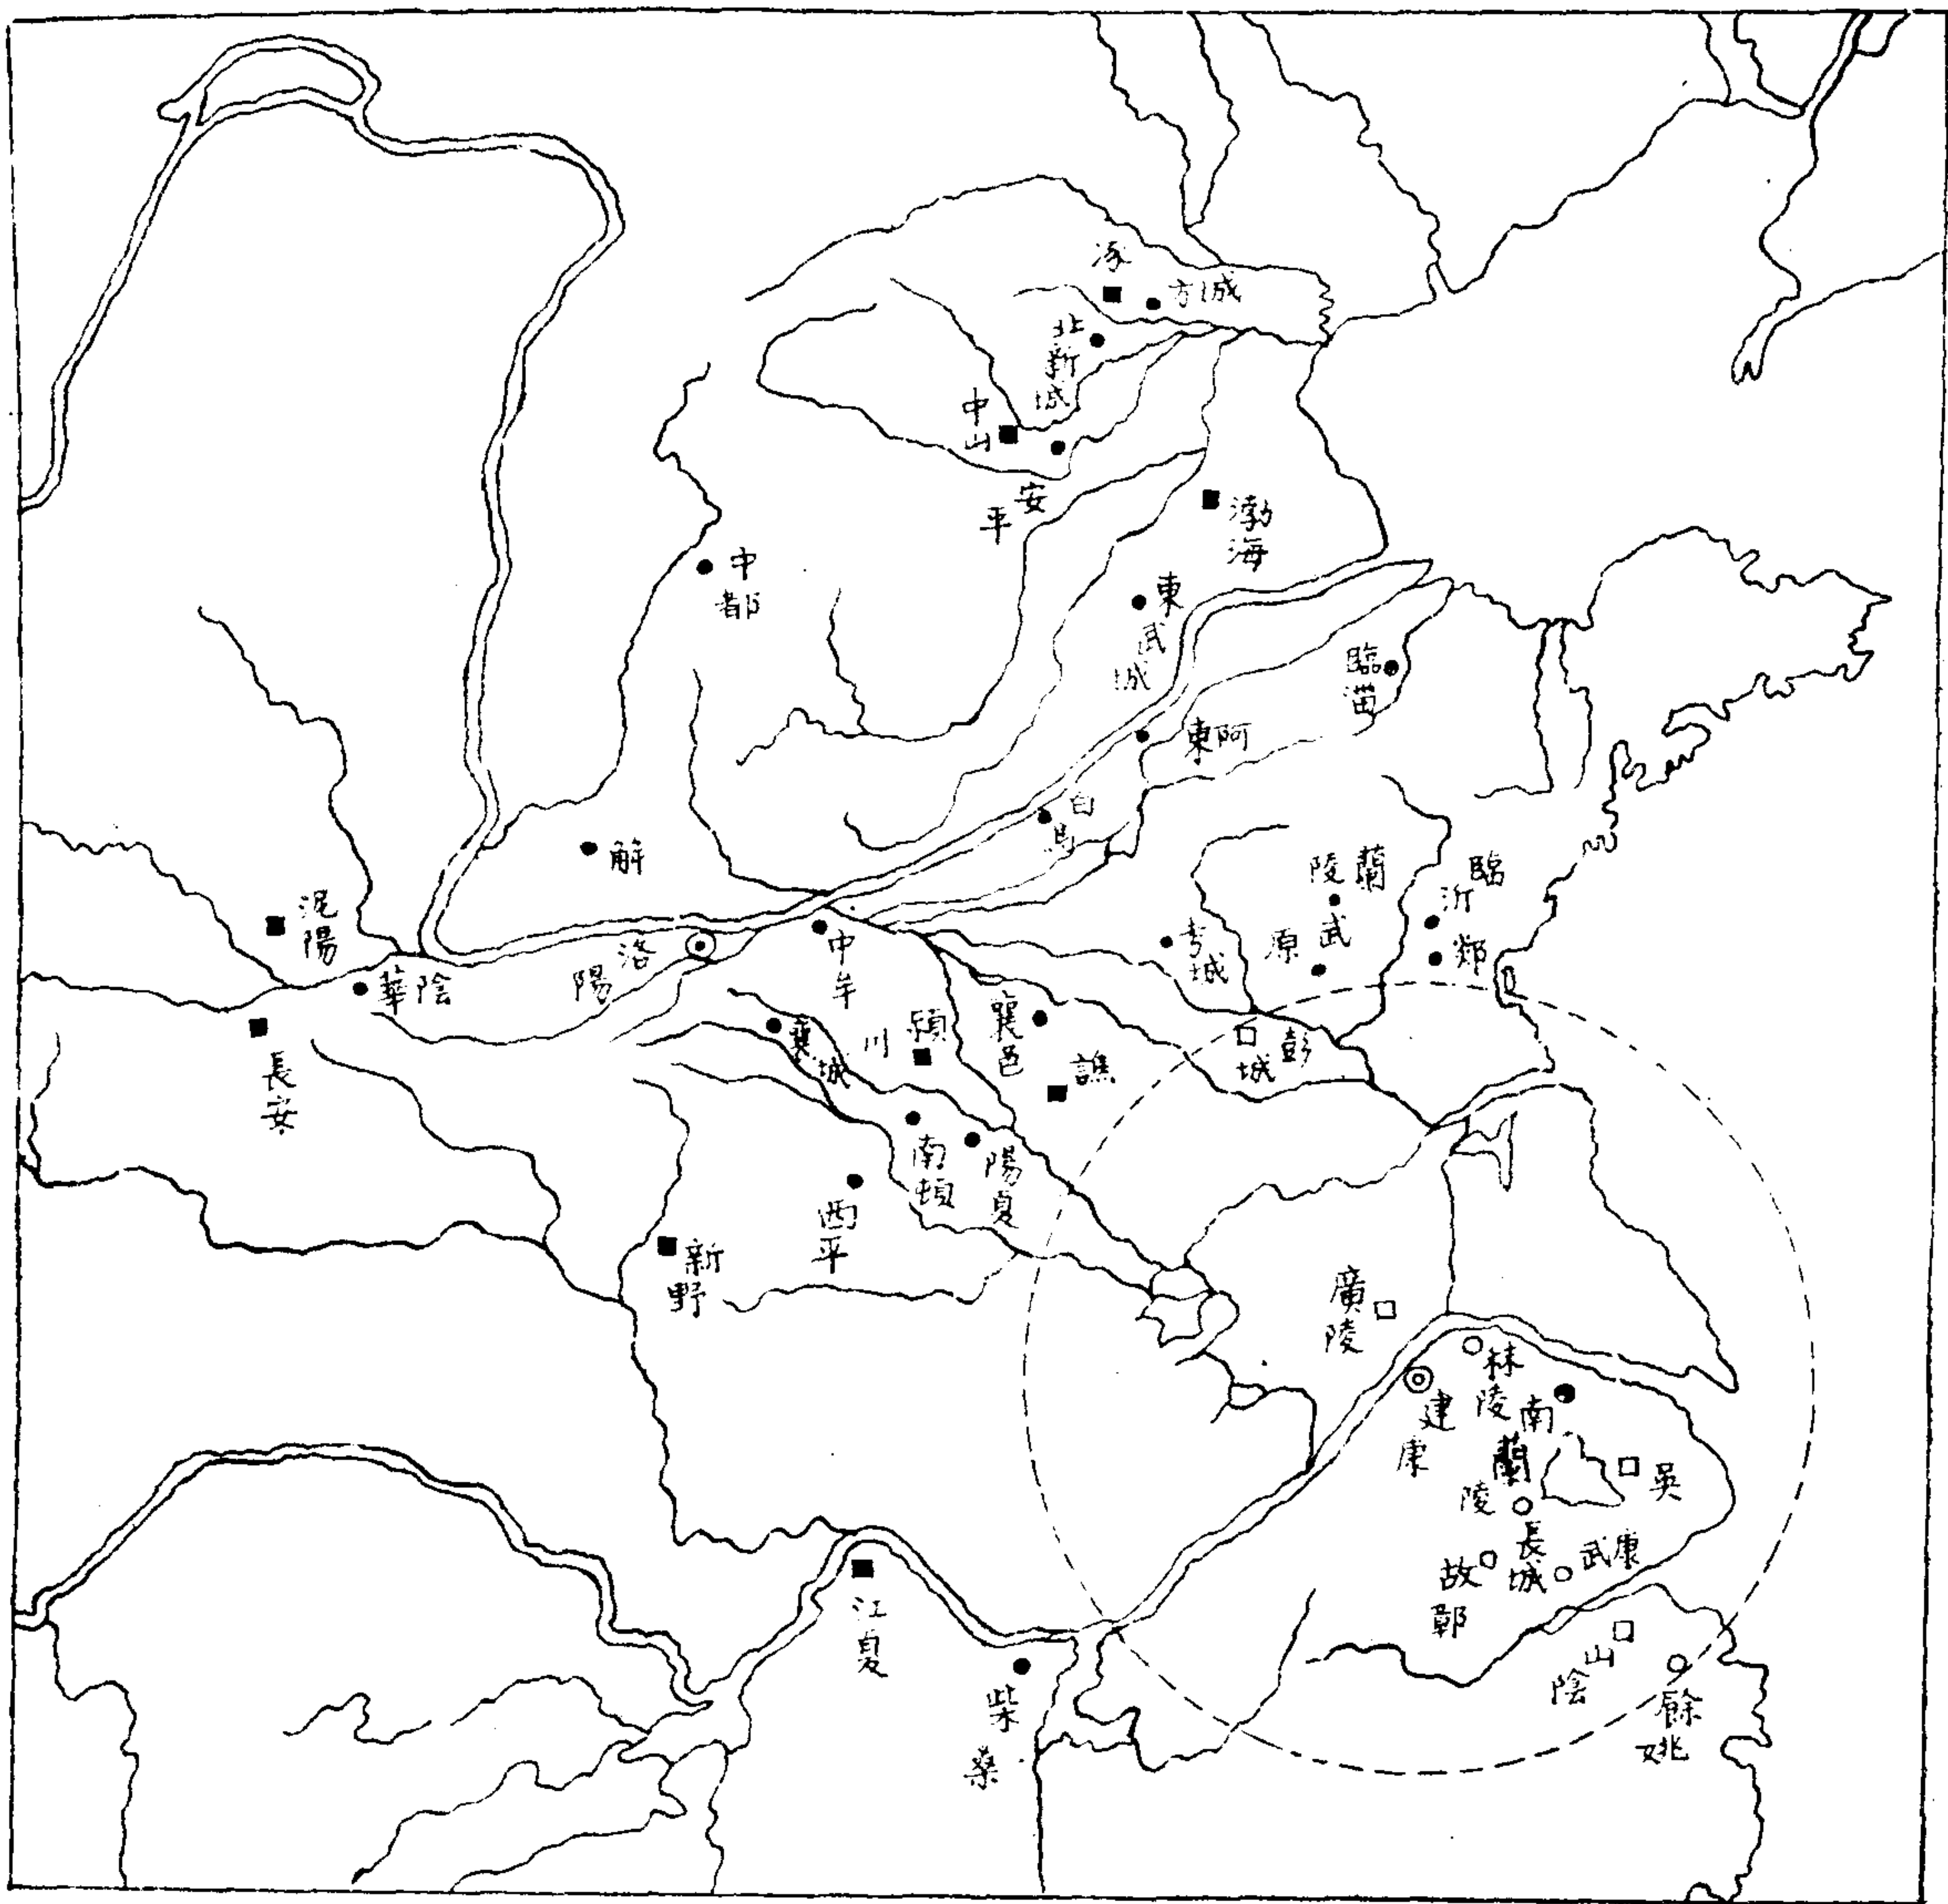 涿
方城
北新城
中山
安平
渤海
中都
東武城
臨淄
東阿
白馬
解
泥陽
華陰
洛陽
中牟
長安
蘭陵
臨沂
武原
郯
考城
襄邑
潁川
襄城
譙
彭城
南頓
陽夏
西平
新野
廣陵
秣陵
建康
南蘭陵
吳
長城
武康
故鄣
江夏
柴桑
山陰
餘姚